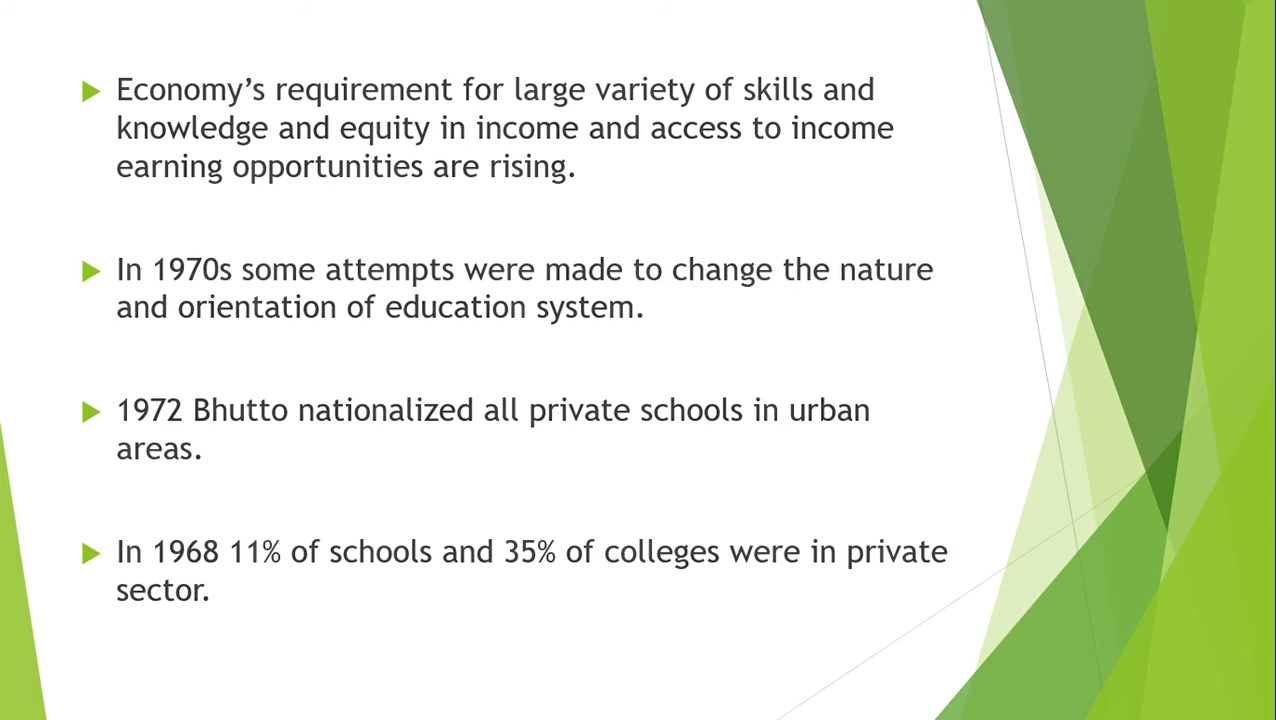 Economy’s requirement for large variety of skills and
knowledge and equity in income and access to income
earning opportunities are rising.
In 1970s some attempts were made to change the nature
and orientation of education system.
1972 Bhutto nationalized all private schools in urban
areas.
In 1968 11% of schools and 35% of colleges were in private
sector.